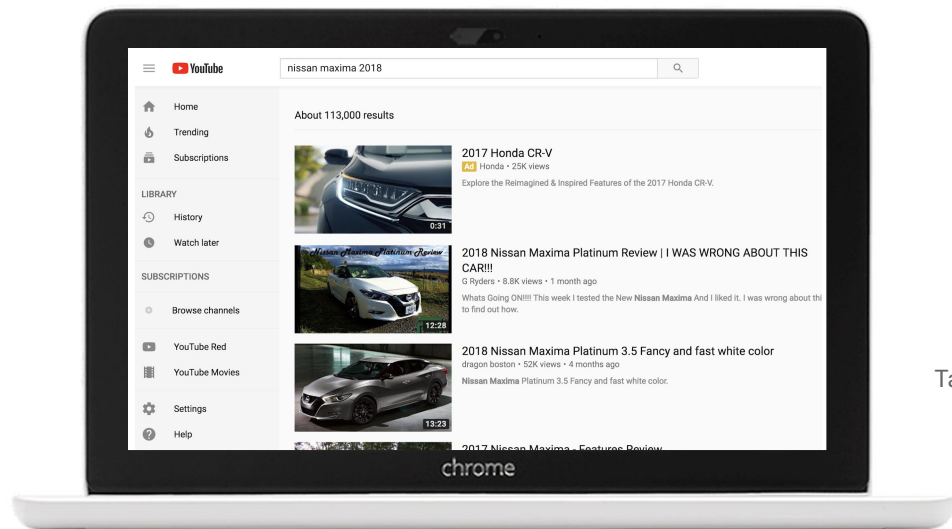 YouTube
nissan maxima 2018
Home
Trending
Subscriptions
LIBRARY
History
Watch later
SUBSCRIPTIONS
Browse channels
YouTube Red
YouTube Movies
Settings
Help
About 113,000 results
0:31
2017 Honda CR-V
Ad Honda • 25K views
Explore the Reimagined & Inspired Features of the 2017 Honda CR-V.
Nissan Maxima Platinum Review
12:28
2018 Nissan Maxima Platinum Review | I WAS WRONG ABOUT THIS
CAR!!!
G Ryders • 8.8K views • 1 month ago
Whats Going ON!!!! This week I tested the New Nissan Maxima And I liked it. I was wrong about thi
to find out how.
13:23
2018 Nissan Maxima Platinum 3.5 Fancy and fast white color
dragon boston • 52K views • 4 months ago
Nissan Maxima Platinum 3.5 Fancy and fast white color.
2017 Nissan Maxima - Features Review
chrome
Ta